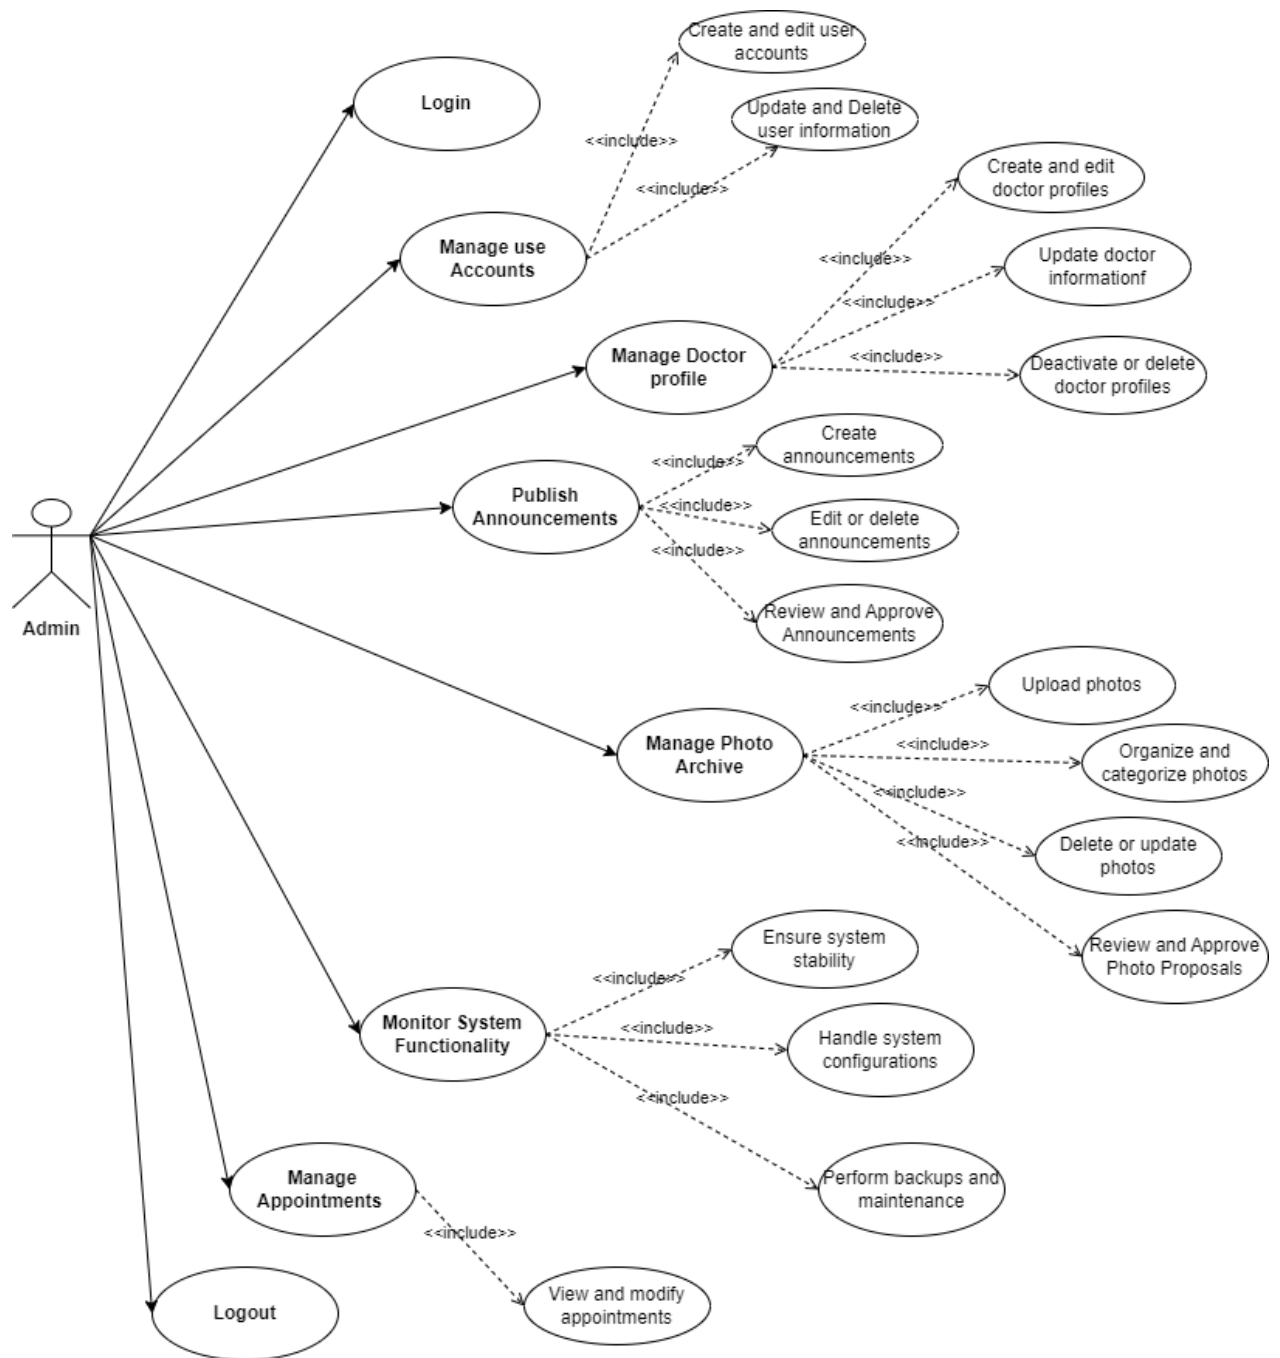 Create and edit user
accounts
Login
Update and Delete
user information
<<include>>
<<include>>
Create and edit
doctor profiles
Manage use
Accounts
<<include>>
Update doctor
informationf
<<include>>
Manage Doctor
profile
<<include>>
Deactivate or delete
doctor profiles
Create
announcements
<<include>>
Publish
Announcements
<<include>>
Edit or delete
announcements
<<include>>
Review and Approve
Announcements
Admin
Upload photos
<<include>>
Manage Photo
Archive
<<include>>
Organize and
categorize photos
<<include>>
Delete or update
photos
<<include>>
Review and Approve
Photo Proposals
Ensure system
stability
<<include>>
Monitor System
Functionality
<<include>>
Handle system
configurations
<<include>>
Perform backups and
maintenance
Manage
Appointments
<<include>>
View and modify
appointments
Logout